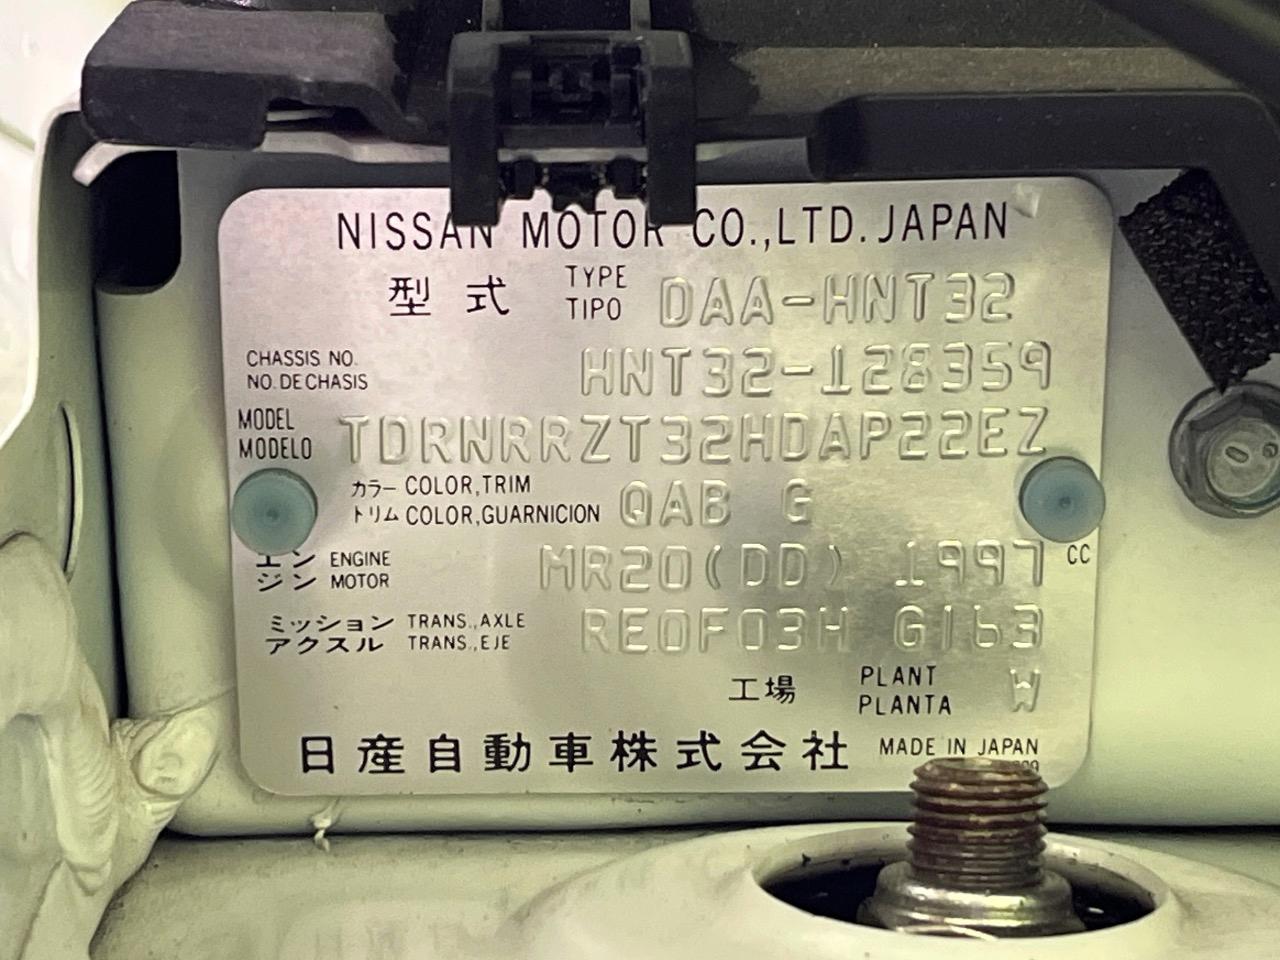 NISSAN MOTOR CO.,LTD. JAPAN
型式 TYPE TIPO DAA-HNT32
CHASSIS NO. NO. DE CHASIS HNT32-128359
MODEL MODELO TDRNRRZT32HDAP22EZ
カラー COLOR,TRIM
トリム COLOR,GUARNICION QAB G
エンジン ENGINE MOTOR MR20(DD) 1997 CC
ミッション TRANS.,AXLE
アクスル TRANS.,EJE RE0F03H G163
工場 PLANT PLANTA W
日産自動車株式会社 MADE IN JAPAN